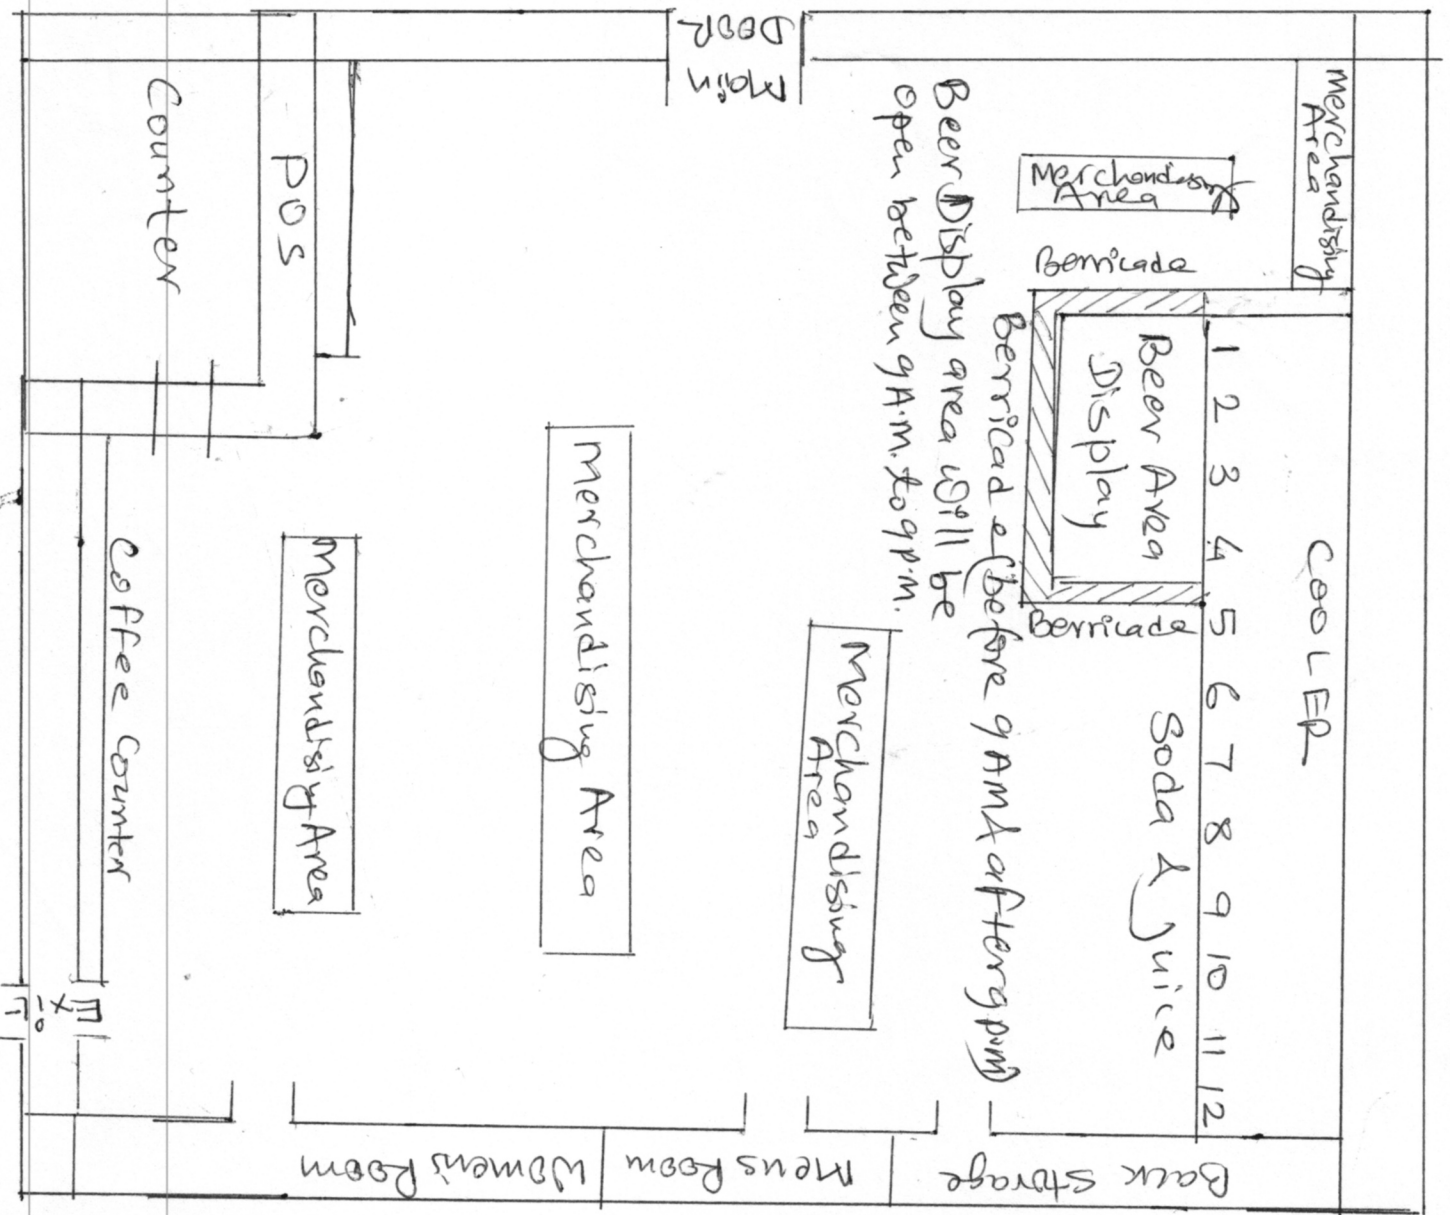 Main
DOOR
Counter
POS
Merchandising
Area
Merchandising
Area
Berricade
Beer Display area will be
open between 9 A.M. to 9 p.m.
Berricade (before 9 AM & after 9 p.m)
Beer Area
Display
Berricade
1 2 3 4 5 6 7 8 9 10 11 12
COOLER
Soda & Juice
Merchandising Area
Merchandising Area
Merchandising
Area
Coffee Counter
Exit
Women's Room
Mens Room
Back Storage